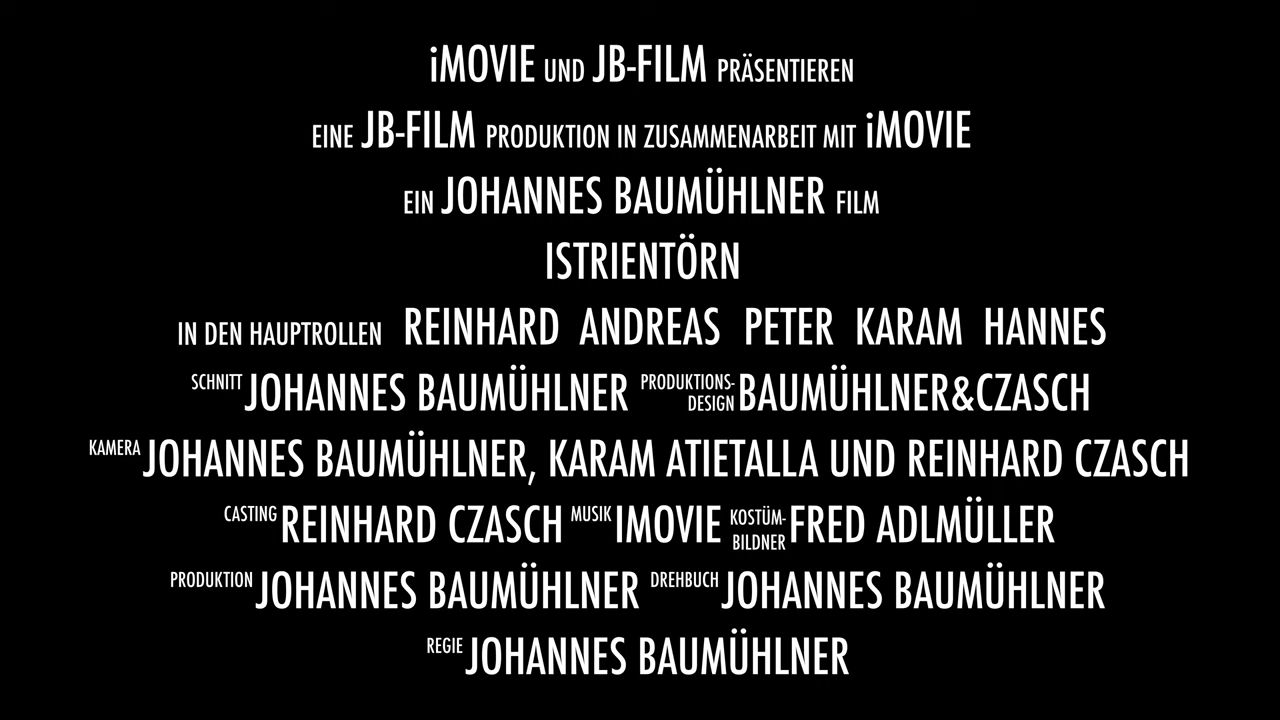 iMOVIE UND JB-FILM PRÄSENTIEREN
EINE JB-FILM PRODUKTION IN ZUSAMMENARBEIT MIT iMOVIE
EIN JOHANNES BAUMÜHLNER FILM
ISTRIENTÖRN
IN DEN HAUPTROLLEN REINHARD ANDREAS PETER KARAM HANNES
SCHNITT JOHANNES BAUMÜHLNER PRODUKTIONS-DESIGN BAUMÜHLNER&CZASCH
KAMERA JOHANNES BAUMÜHLNER, KARAM ATIETALLA UND REINHARD CZASCH
CASTING REINHARD CZASCH MUSIK IMOVIE KOSTÜM-BILDNER FRED ADLMÜLLER
PRODUKTION JOHANNES BAUMÜHLNER DREHBUCH JOHANNES BAUMÜHLNER
REGIE JOHANNES BAUMÜHLNER